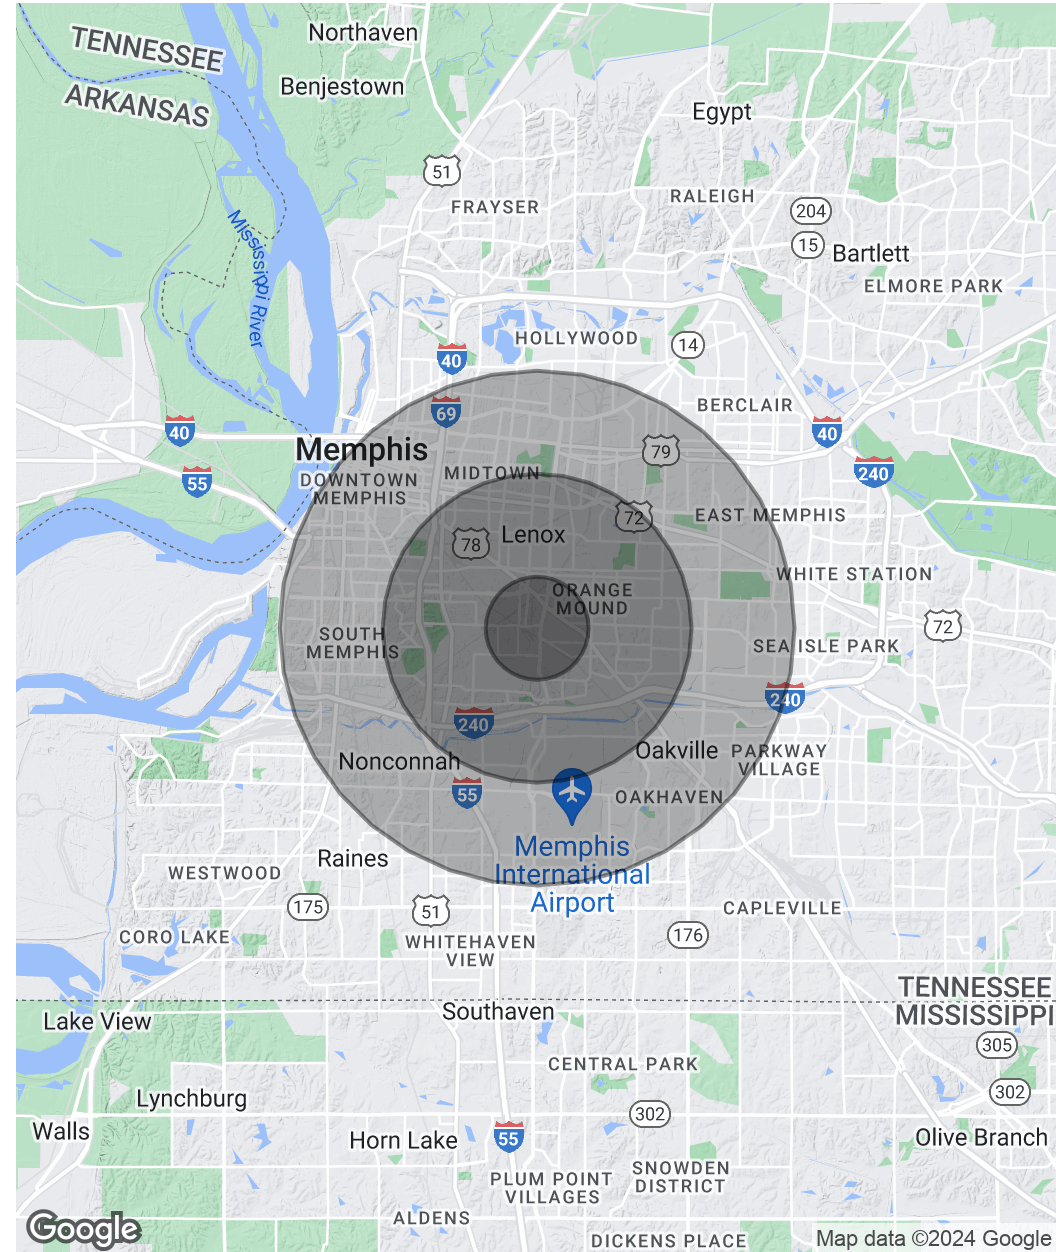 Northaven
TENNESSEE
ARKANSAS
Benjestown
Egypt
51
FRAYSER
RALEIGH
204
15
Bartlett
Mississippi River
ELMORE PARK
HOLLYWOOD
14
40
69
BERCLAIR
40
40
Memphis
79
55
DOWNTOWN
MEMPHIS
MIDTOWN
240
72
EAST MEMPHIS
78
Lenox
WHITE STATION
ORANGE
MOUND
72
SOUTH
MEMPHIS
SEA ISLE PARK
240
240
Nonconnah
Oakville
PARKWAY
VILLAGE
55
OAKHAVEN
Memphis
International
Airport
Raines
WESTWOOD
175
51
CAPLEVILLE
CORO LAKE
WHITEHAVEN
VIEW
176
TENNESSEE
MISSISSIPPI
Lake View
Southaven
305
CENTRAL PARK
302
Lynchburg
302
Walls
Horn Lake
55
Olive Branch
PLUM POINT
VILLAGES
SNOWDEN
DISTRICT
ALDENS
Google
DICKENS PLACE
Map data ©2024 Google